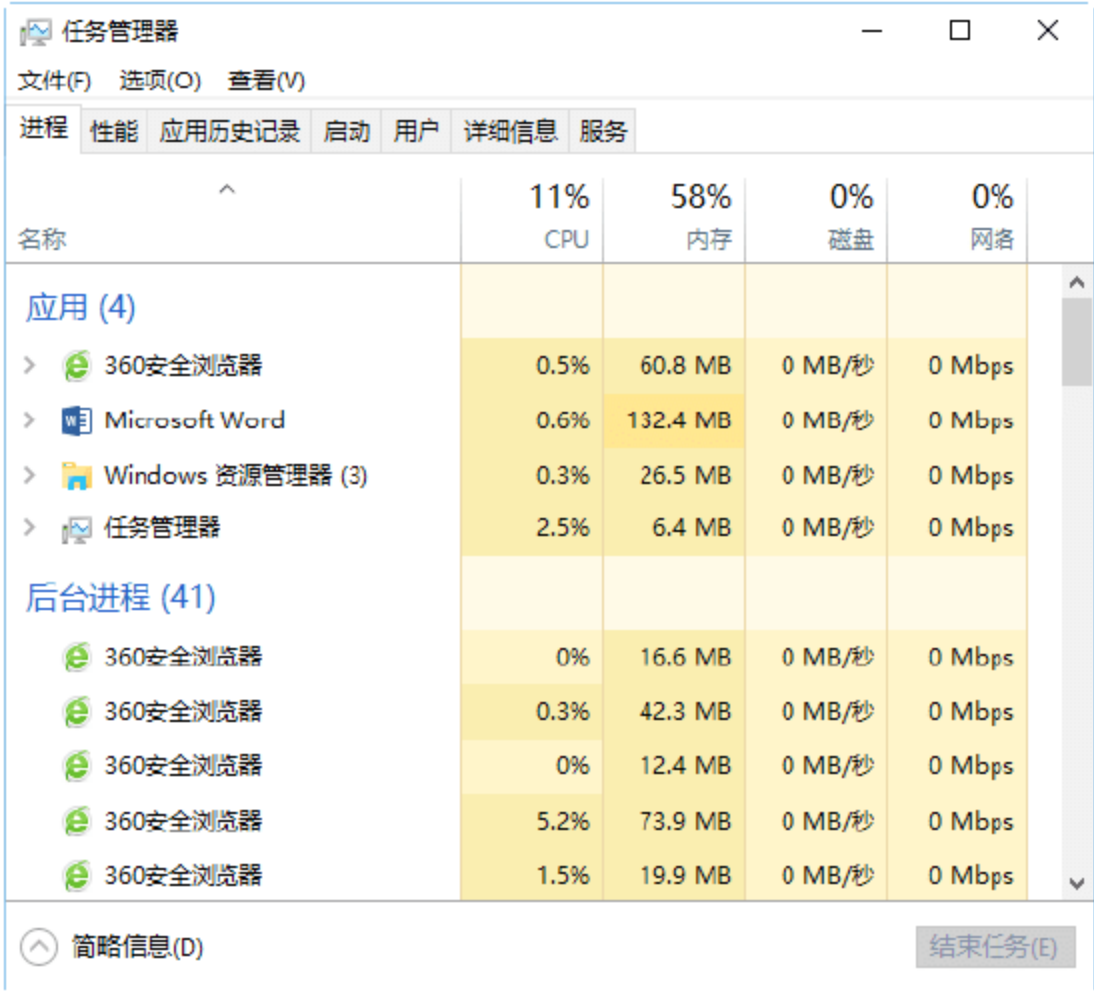 任务管理器
文件(F) 选项(O) 查看(V)
进程 性能 应用历史记录 启动 用户 详细信息 服务
11% 58% 0% 0%
名称 CPU 内存 磁盘 网络
应用 (4)
360安全浏览器 0.5% 60.8 MB 0 MB/秒 0 Mbps
Microsoft Word 0.6% 132.4 MB 0 MB/秒 0 Mbps
Windows 资源管理器 (3) 0.3% 26.5 MB 0 MB/秒 0 Mbps
任务管理器 2.5% 6.4 MB 0 MB/秒 0 Mbps
后台进程 (41)
360安全浏览器 0% 16.6 MB 0 MB/秒 0 Mbps
360安全浏览器 0.3% 42.3 MB 0 MB/秒 0 Mbps
360安全浏览器 0% 12.4 MB 0 MB/秒 0 Mbps
360安全浏览器 5.2% 73.9 MB 0 MB/秒 0 Mbps
360安全浏览器 1.5% 19.9 MB 0 MB/秒 0 Mbps
简略信息(D) 结束任务(E)